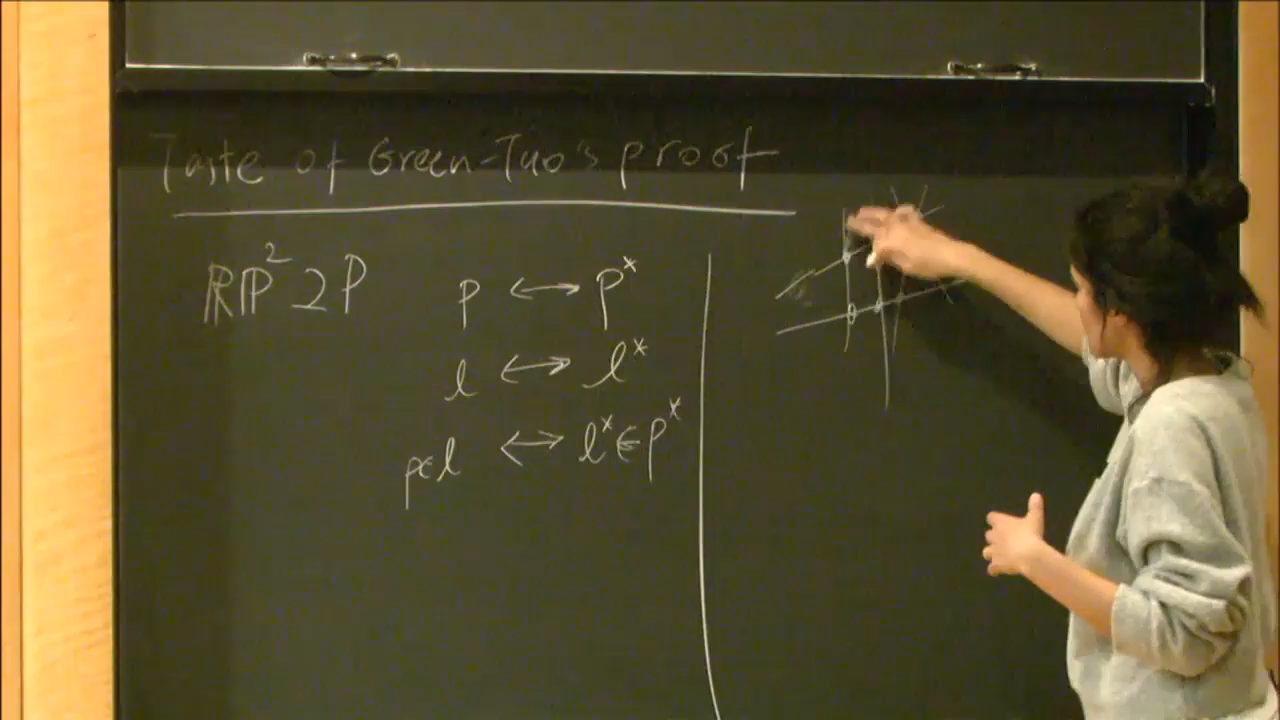 Taste of Green-Tao's proof
ℝℙ² ⊇ P
p ↔ p*
l ↔ l*
p∈l ↔ l*∈p*